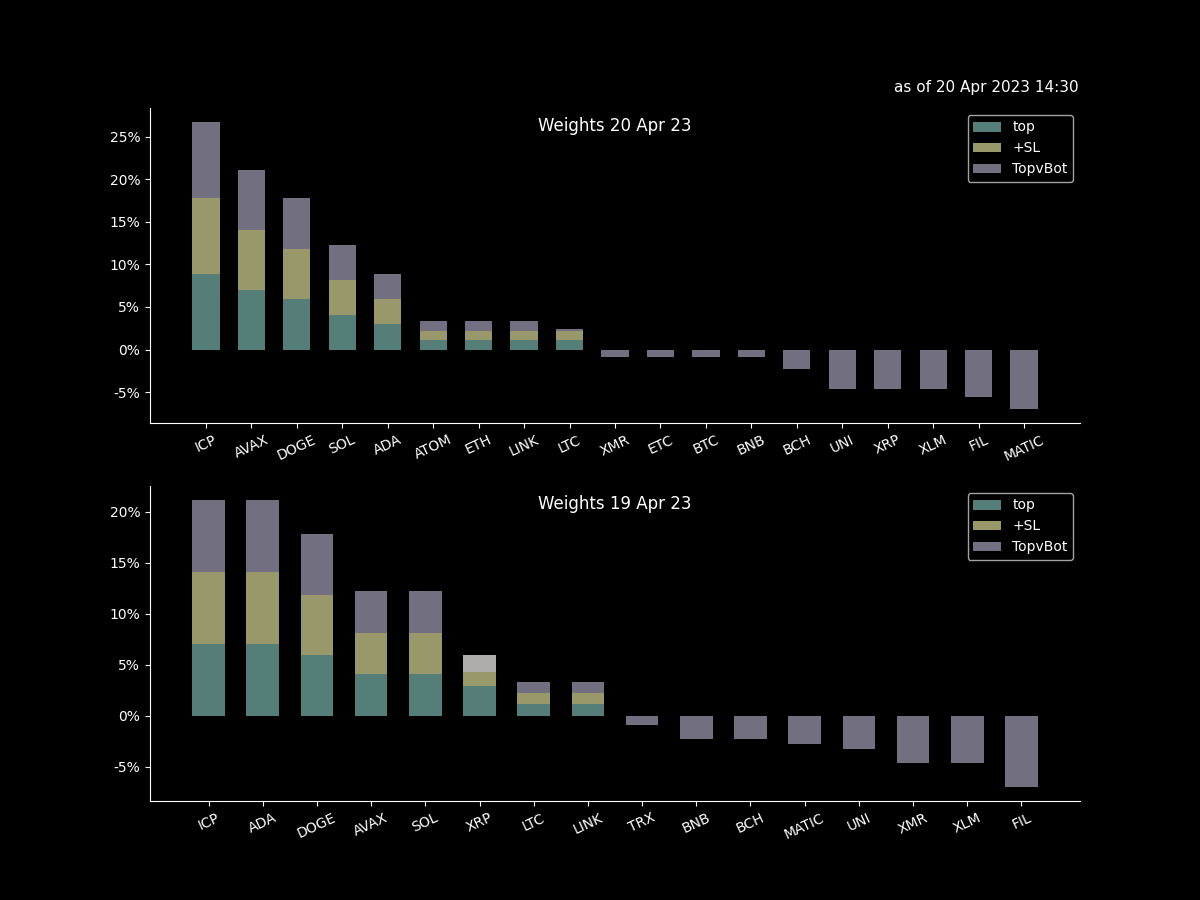 as of 20 Apr 2023 14:30
Weights 20 Apr 23
top
+SL
TopvBot
25%
20%
15%
10%
5%
0%
-5%
ICP AVAX DOGE SOL ADA ATOM ETH LINK LTC XMR ETC BTC BNB BCH UNI XRP XLM FIL MATIC
Weights 19 Apr 23
top
+SL
TopvBot
20%
15%
10%
5%
0%
-5%
ICP ADA DOGE AVAX SOL XRP LTC LINK TRX BNB BCH MATIC UNI XMR XLM FIL